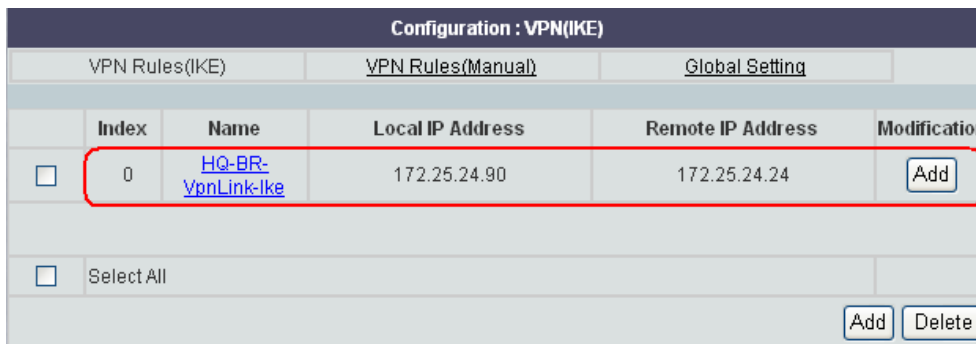 Configuration : VPN(IKE)
VPN Rules(IKE) VPN Rules(Manual) Global Setting
Index Name Local IP Address Remote IP Address Modificatio
0 HQ-BR-VpnLink-Ike 172.25.24.90 172.25.24.24 Add
Select All
Add Delete